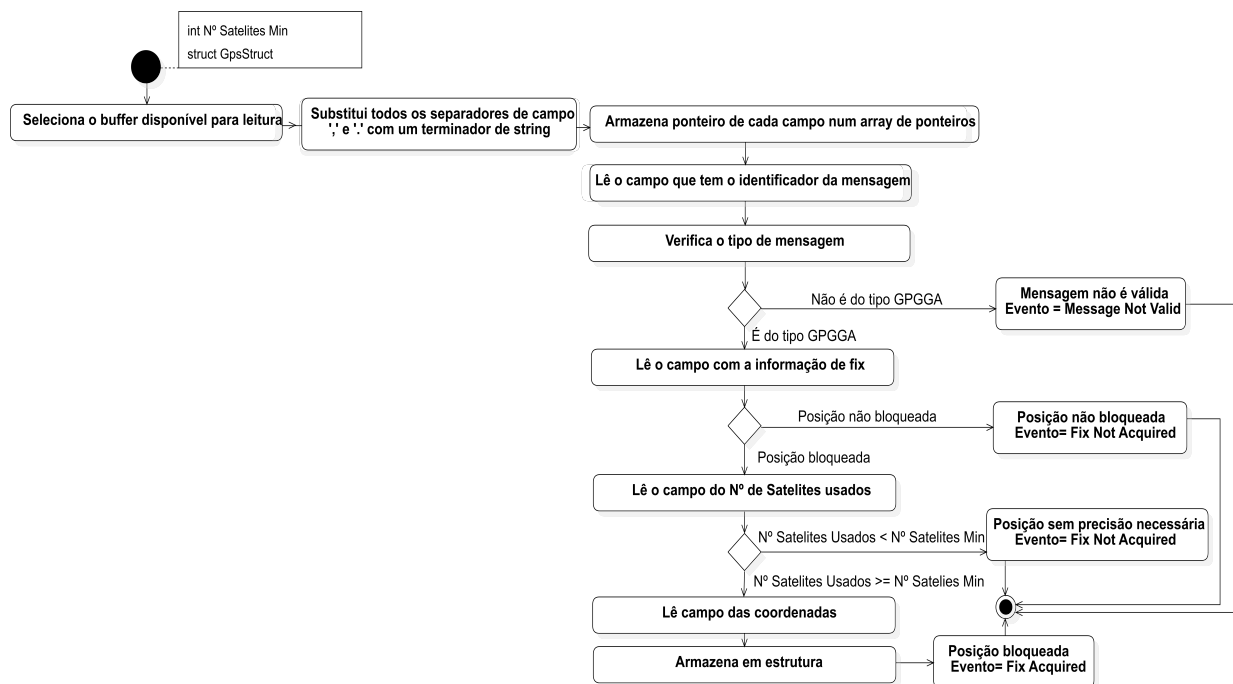 int Nº Satelites Min
struct GpsStruct
Seleciona o buffer disponível para leitura
Substitui todos os separadores de campo
',' e '.' com um terminador de string
Armazena ponteiro de cada campo num array de ponteiros
Lê o campo que tem o identificador da mensagem
Verifica o tipo de mensagem
Não é do tipo GPGGA
Mensagem não é válida
Evento = Message Not Valid
É do tipo GPGGA
Lê o campo com a informação de fix
Posição não bloqueada
Posição não bloqueada
Evento= Fix Not Acquired
Posição bloqueada
Lê o campo do Nº de Satelites usados
Nº Satelites Usados < Nº Satelites Min
Posição sem precisão necessária
Evento= Fix Not Acquired
Nº Satelites Usados >= Nº Satelies Min
Lê campo das coordenadas
Armazena em estrutura
Posição bloqueada
Evento= Fix Acquired